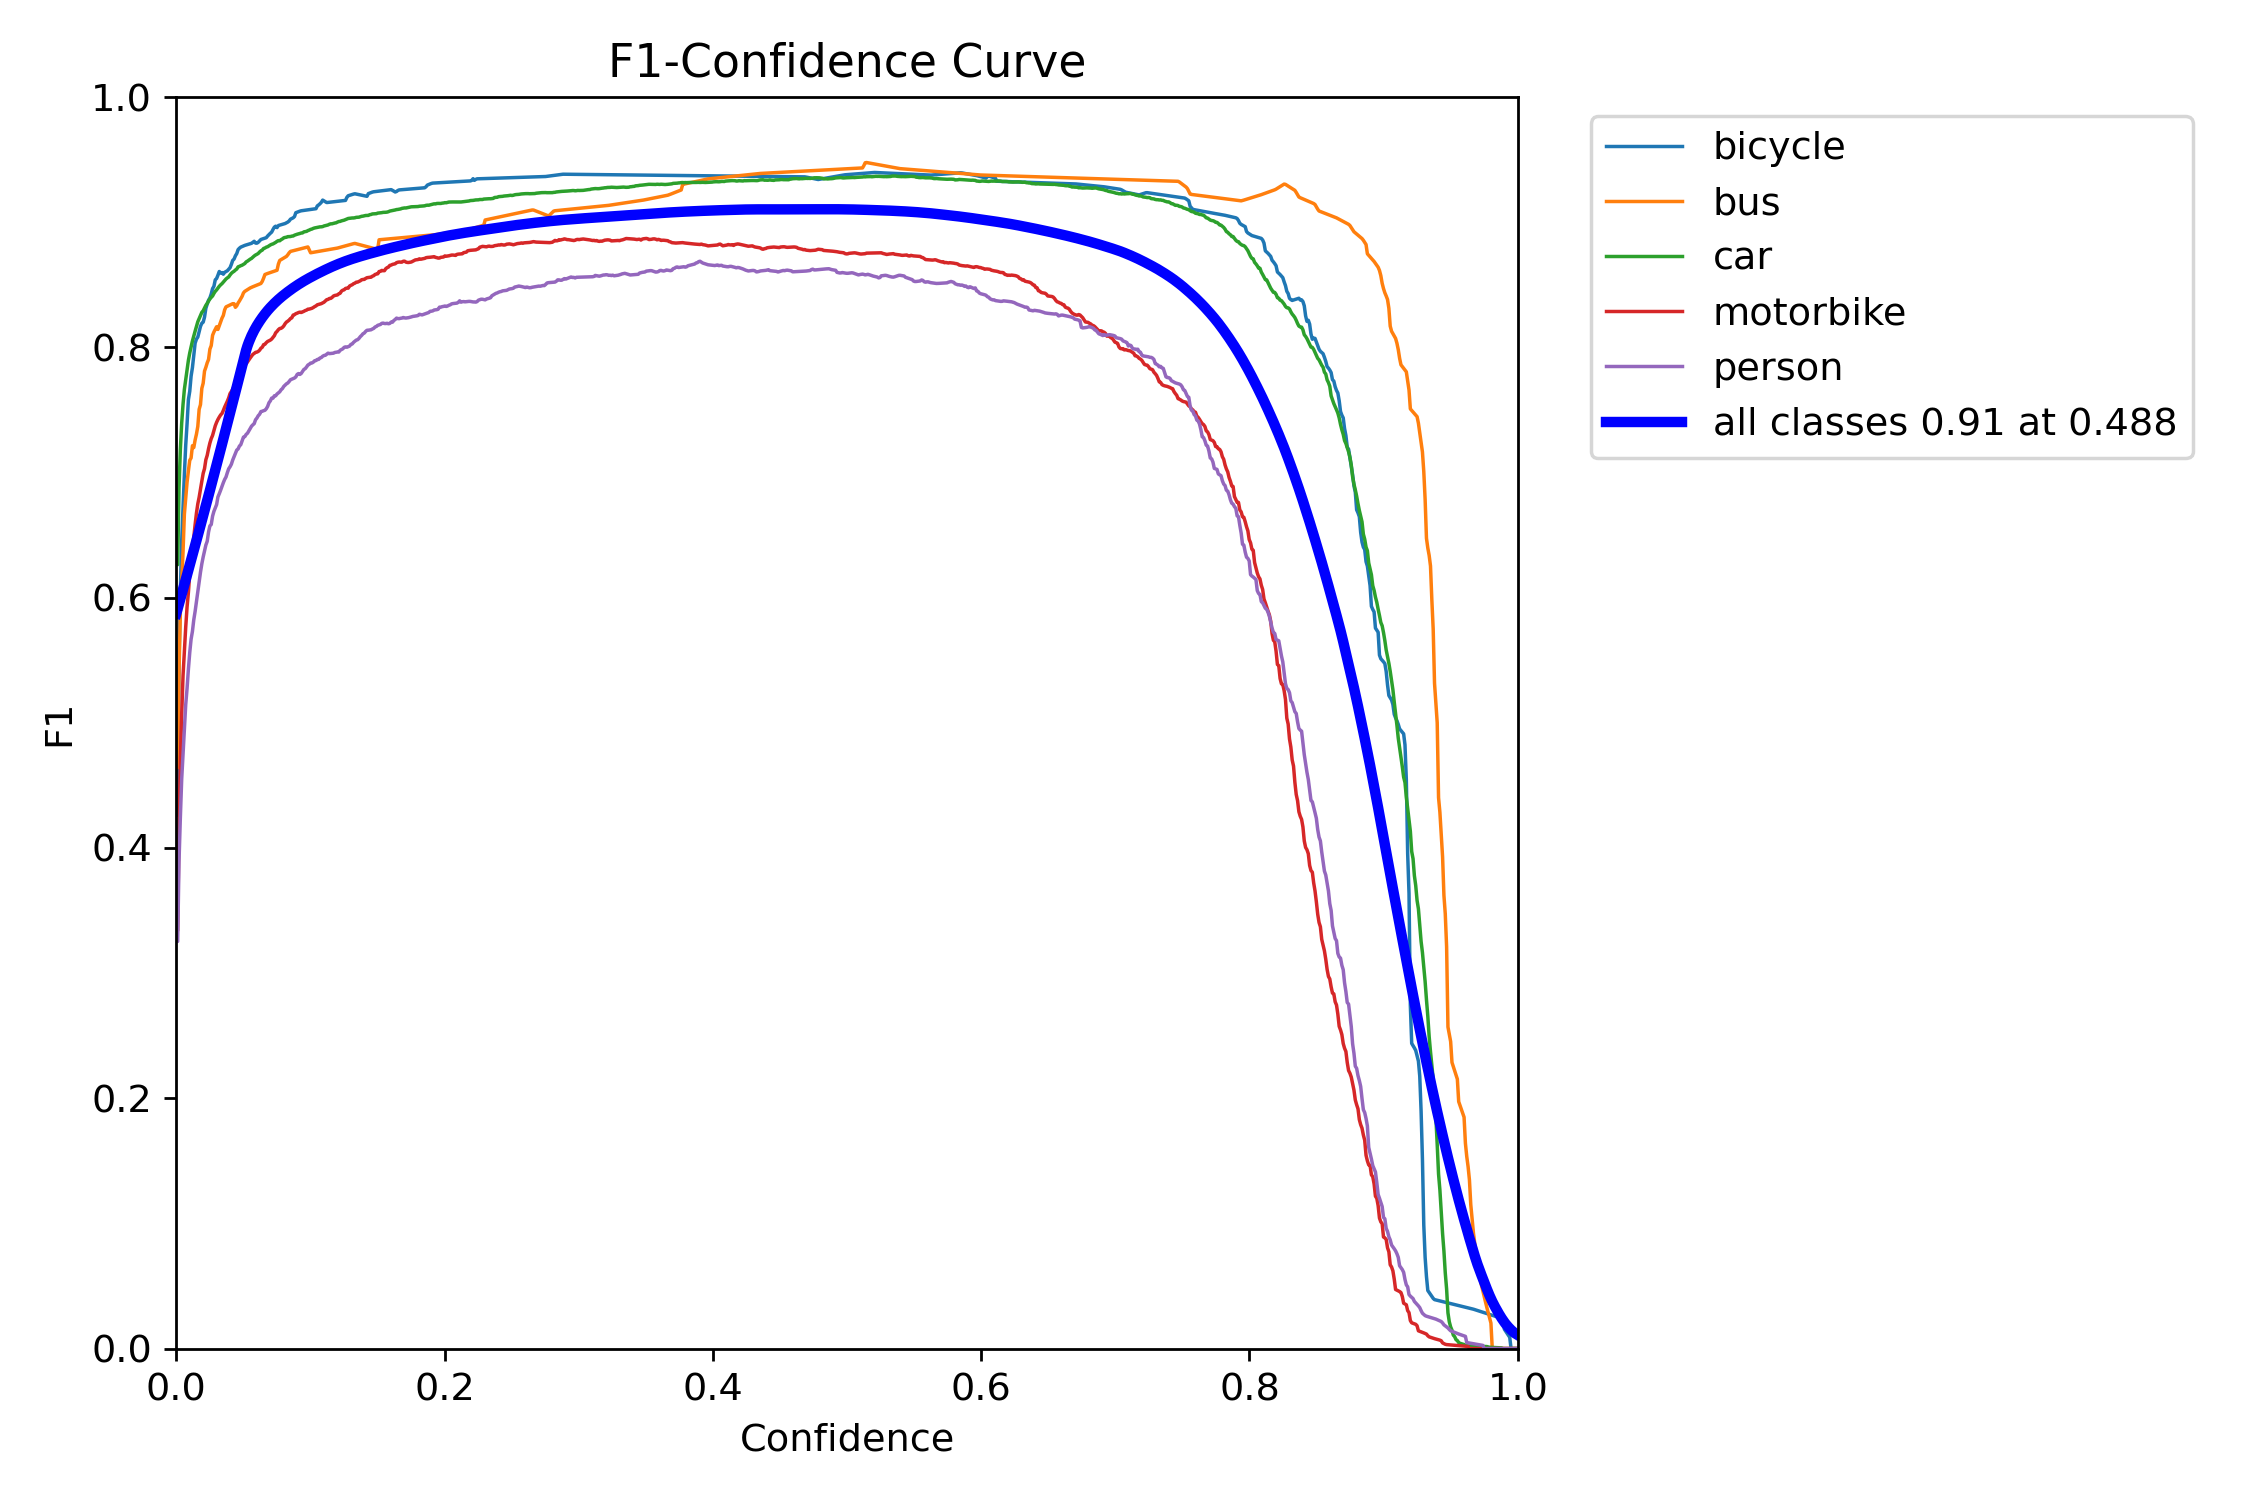 F1-Confidence Curve
1.0
0.8
0.6
0.4
0.2
0.0
F1
0.0 0.2 0.4 0.6 0.8 1.0
Confidence
bicycle
bus
car
motorbike
person
all classes 0.91 at 0.488